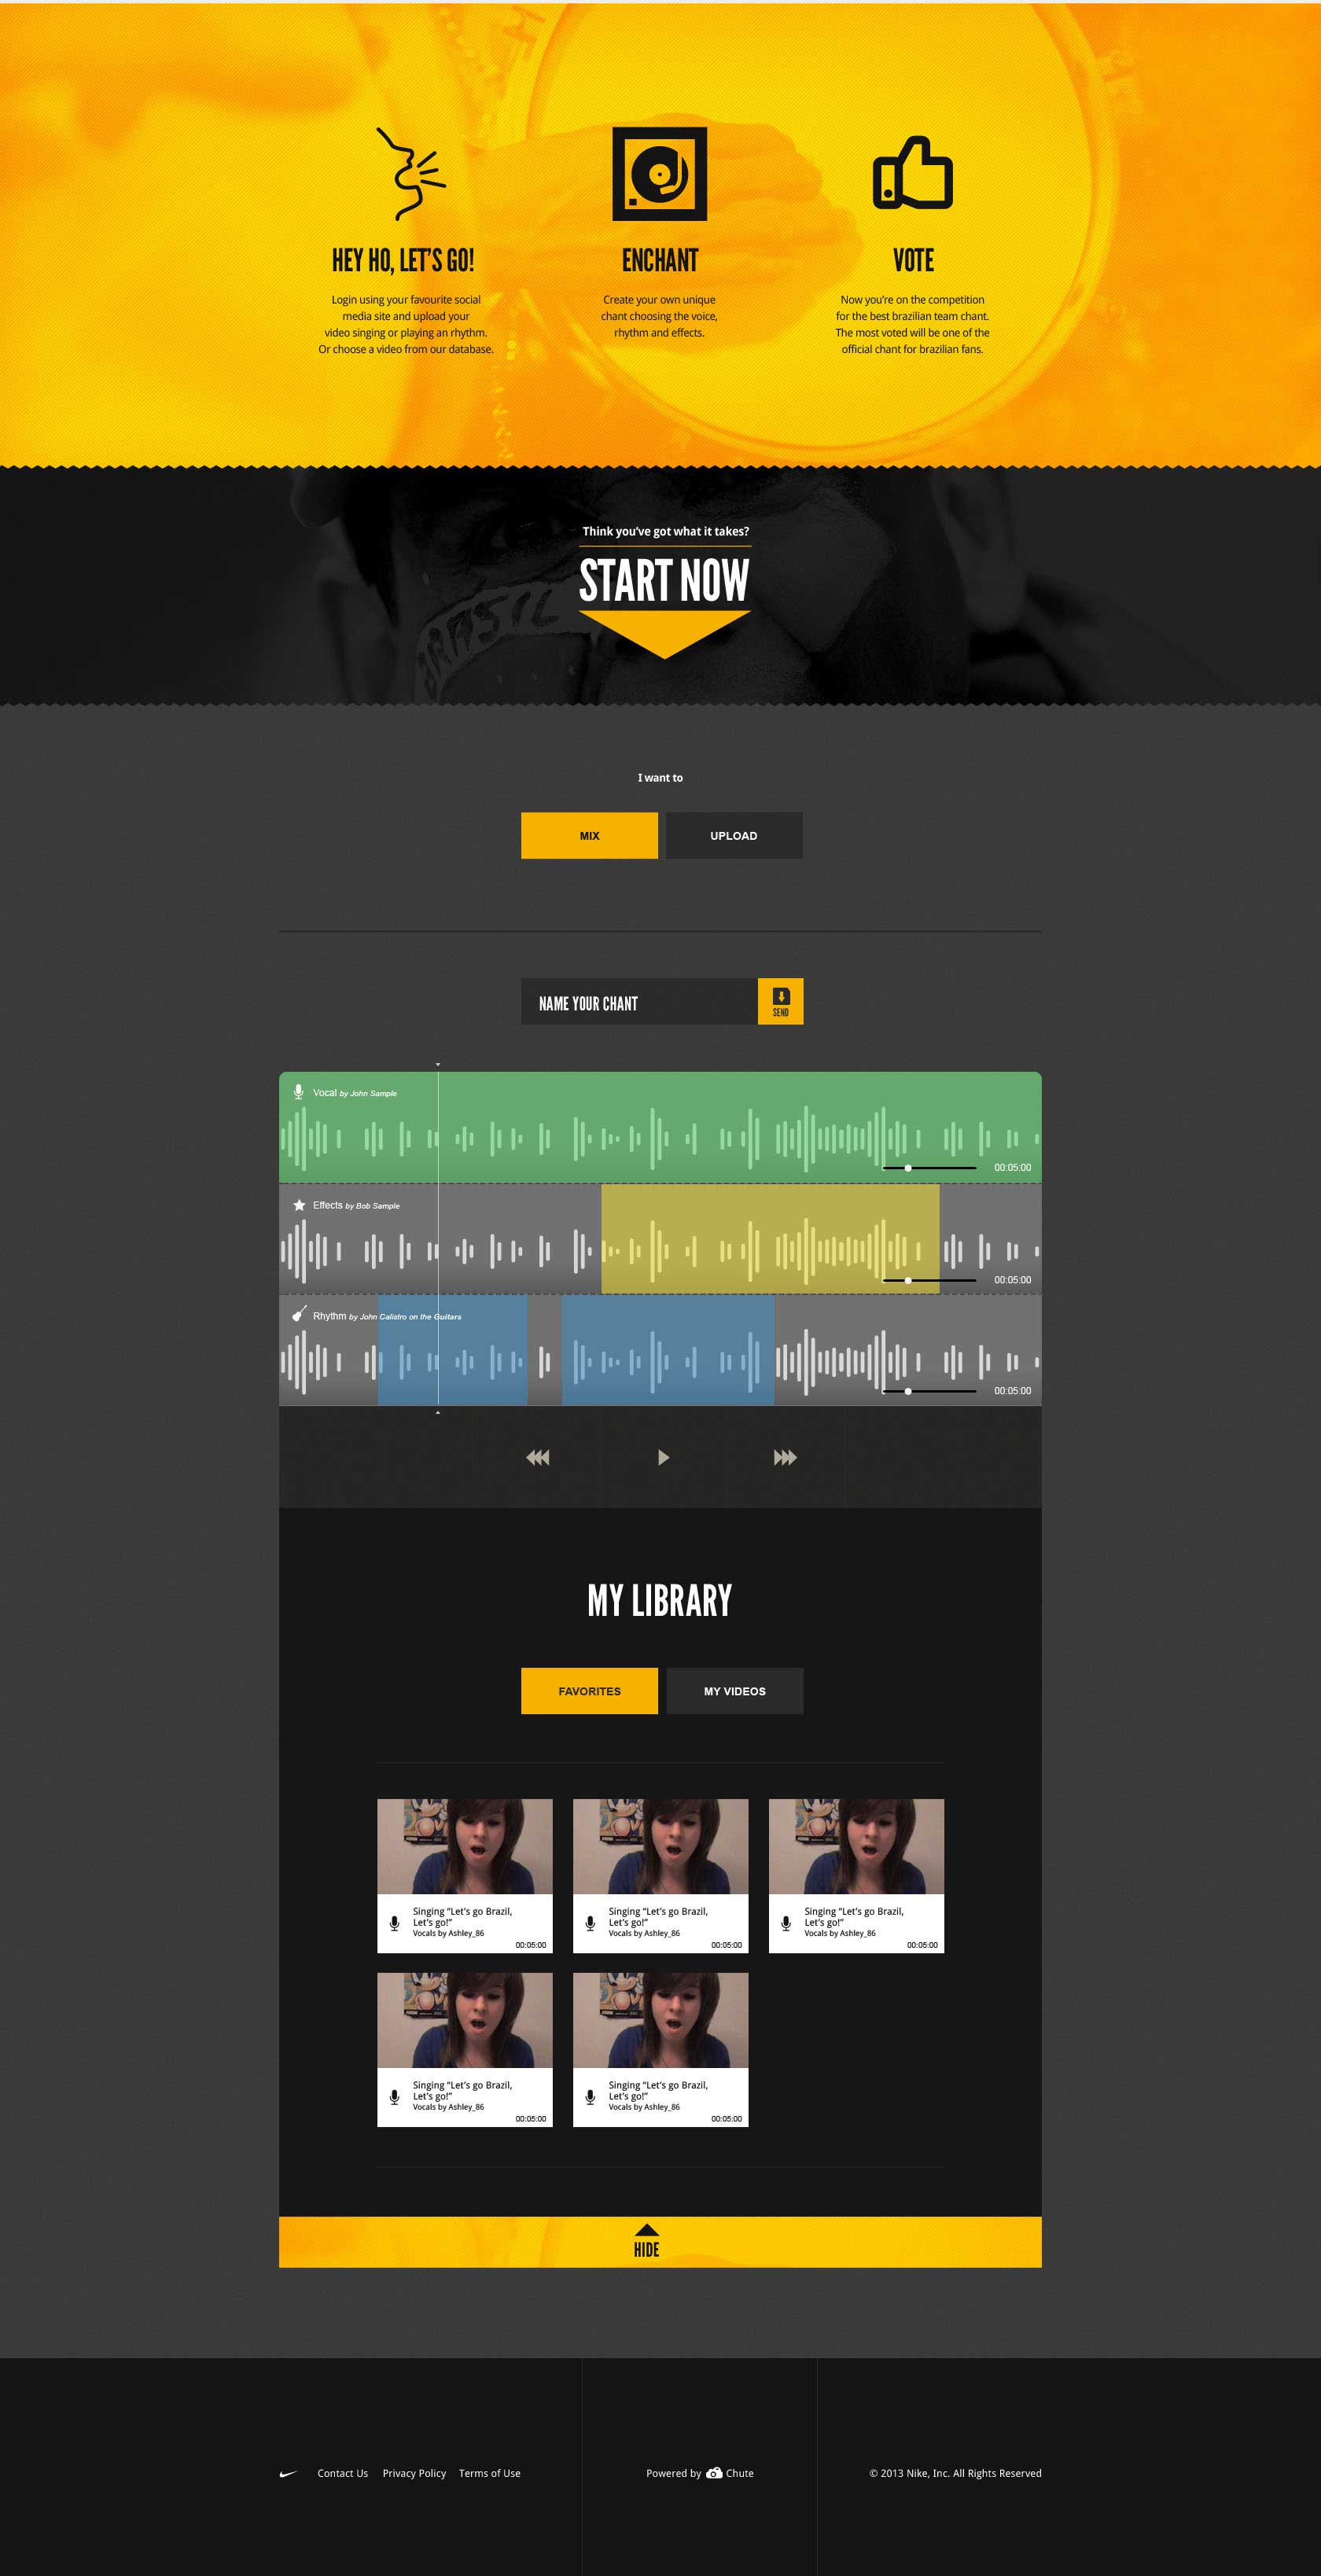 HEY HO, LET'S GO!
Login using your favourite social
media site and upload your
video singing or playing an rhythm.
Or choose a video from our database.
ENCHANT
Create your own unique
chant choosing the voice,
rhythm and effects.
VOTE
Now you're on the competition
for the best brazilian team chant.
The most voted will be one of the
official chant for brazilian fans.
Think you've got what it takes?
START NOW
I want to
MIX
UPLOAD
NAME YOUR CHANT
SEND
Vocal by John Sample
00:05:00
Effects by Bob Sample
00:05:00
Rhythm by John Calistro on the Guitars
00:05:00
MY LIBRARY
FAVORITES
MY VIDEOS
Singing “Let's go Brazil,
Let's go!”
Vocals by Ashley_86
00:05:00
Singing “Let's go Brazil,
Let's go!”
Vocals by Ashley_86
00:05:00
Singing “Let's go Brazil,
Let's go!”
Vocals by Ashley_86
00:05:00
Singing “Let's go Brazil,
Let's go!”
Vocals by Ashley_86
00:05:00
Singing “Let's go Brazil,
Let's go!”
Vocals by Ashley_86
00:05:00
HIDE
Contact Us
Privacy Policy
Terms of Use
Powered by Chute
© 2013 Nike, Inc. All Rights Reserved